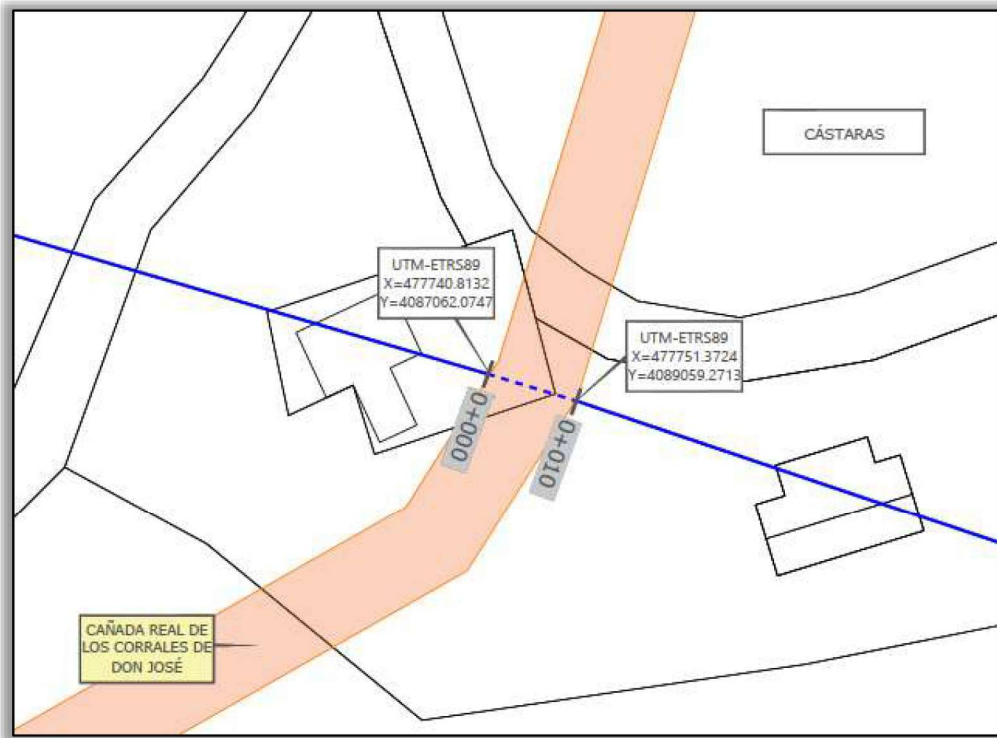 CÁSTARAS
UTM-ETRS89
X=477740.8132
Y=4087062.0747
UTM-ETRS89
X=477751.3724
Y=4089059.2713
0+000
0+010
CAÑADA REAL DE
LOS CORRALES DE
DON JOSÉ